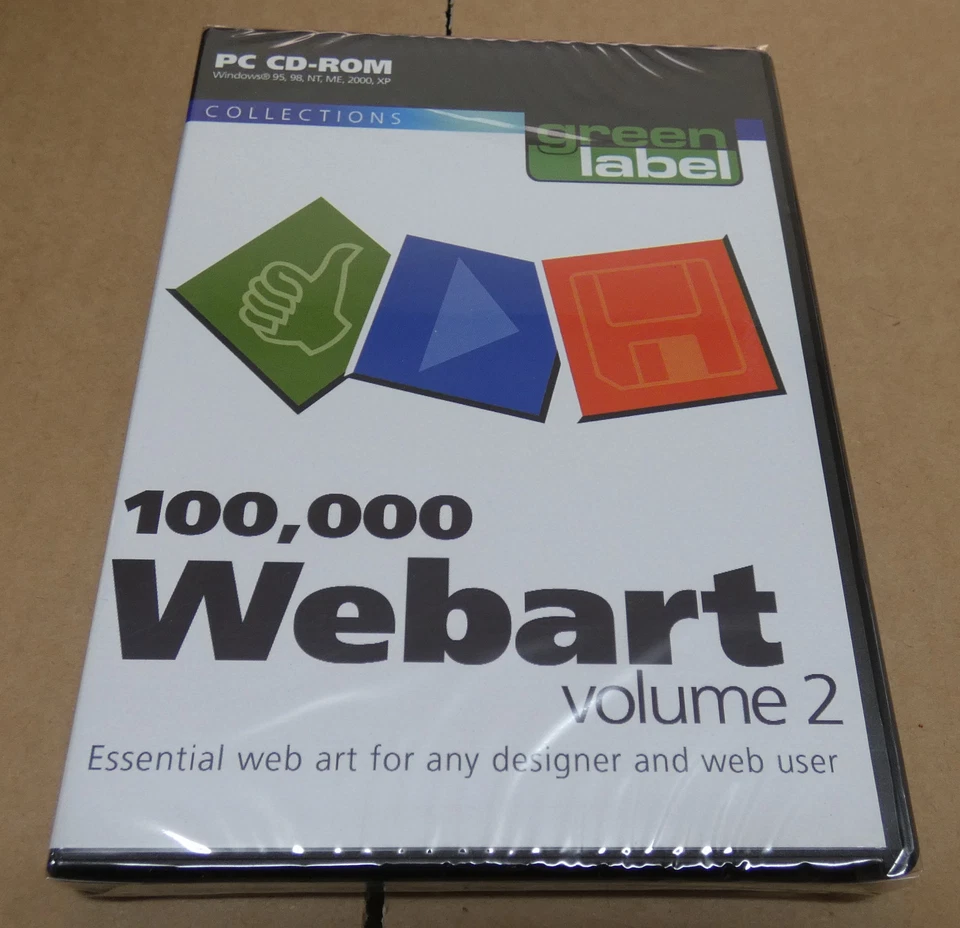 PC CD-ROM
Windows® 95, 98, NT, ME, 2000, XP
COLLECTIONS
green
label
100,000
Webart
volume 2
Essential web art for any designer and web user